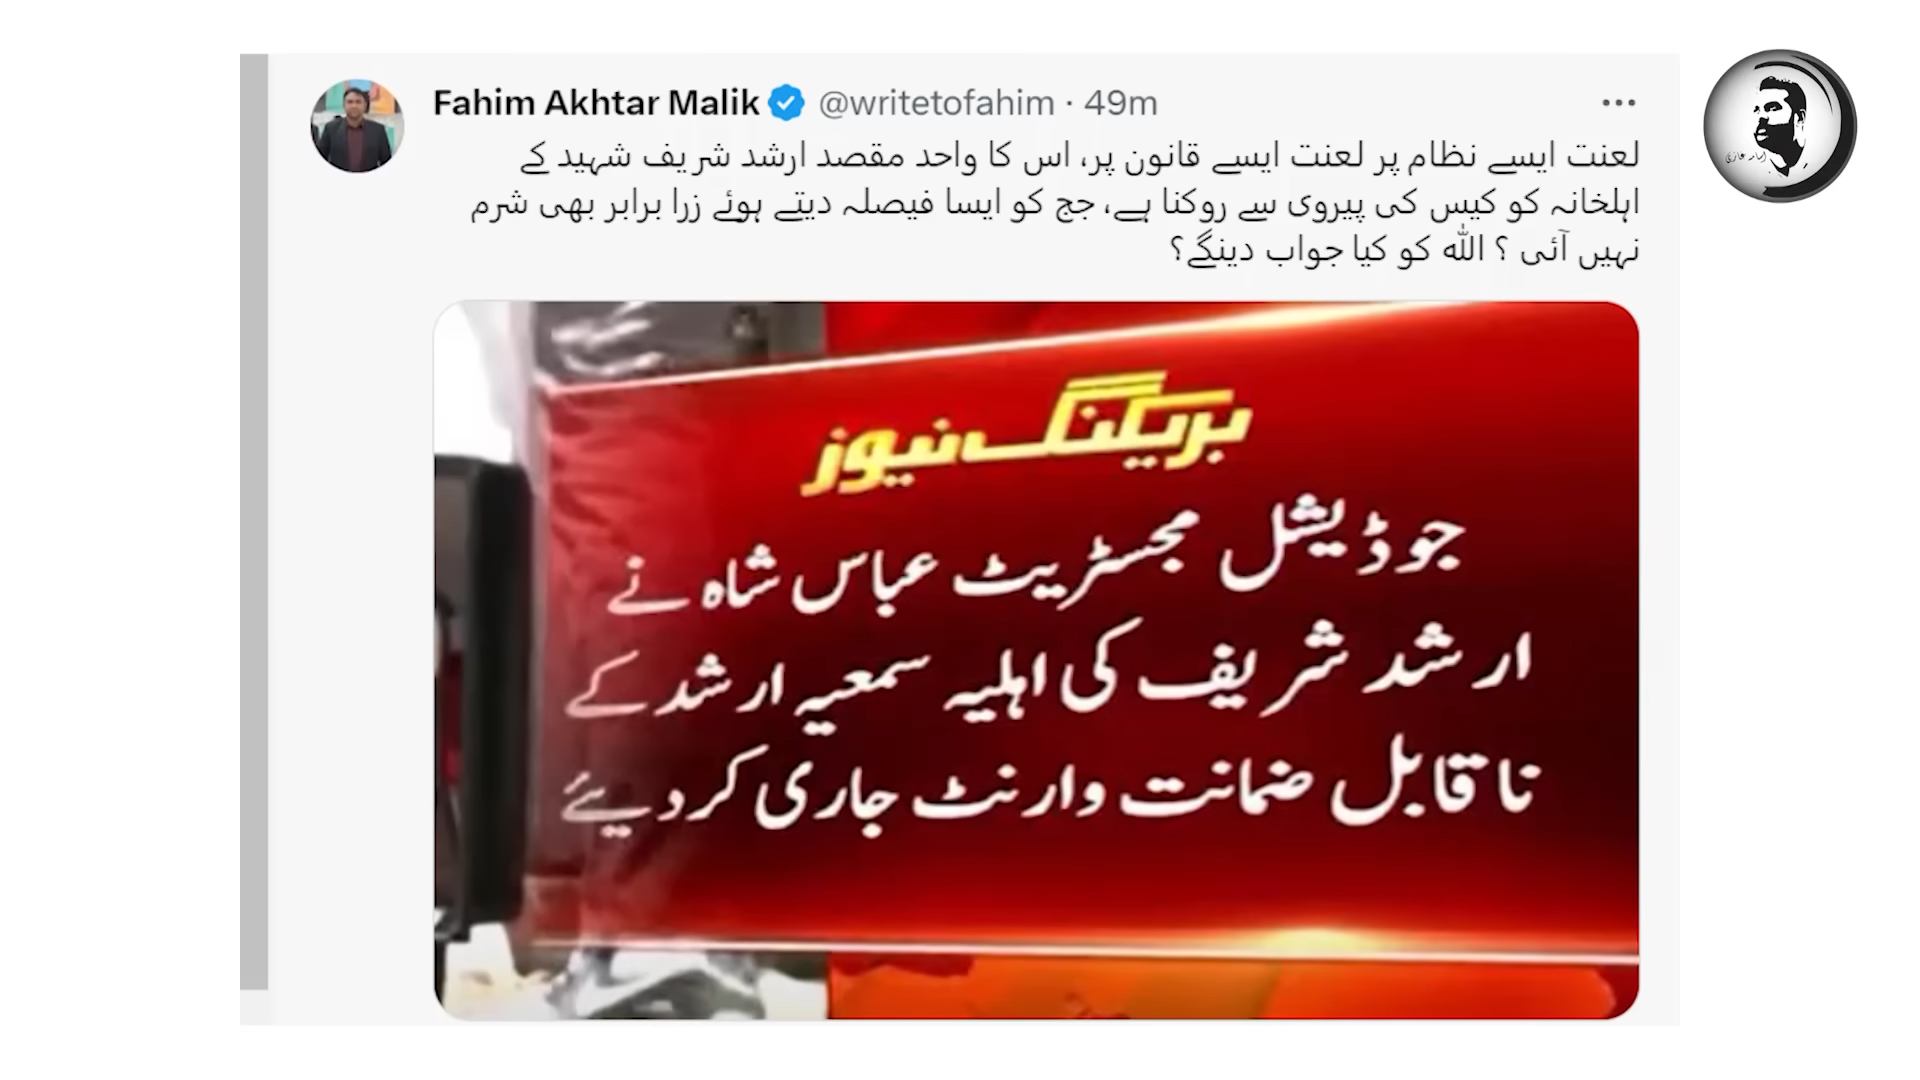 Fahim Akhtar Malik @writetofahim · 49m
لعنت ایسے نظام پر لعنت ایسے قانون پر، اس کا واحد مقصد ارشد شریف شہید کے
اہلخانہ کو کیس کی پیروی سے روکنا ہے، جج کو ایسا فیصلہ دیتے ہوئے زرا برابر بھی شرم
نہیں آئی ؟ اللہ کو کیا جواب دینگے؟
بریکنگ نیوز
جوڈیشل مجسٹریٹ عباس شاہ نے
ارشد شریف کی اہلیہ سمعیہ ارشد کے
ناقابل ضمانت وارنٹ جاری کردیئے
اسامہ غازی